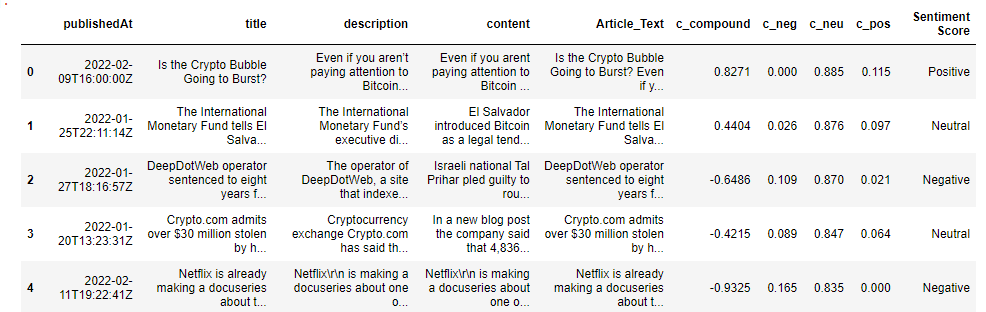 publishedAt title description content Article_Text c_compound c_neg c_neu c_pos Sentiment
Score
0 2022-02-
09T16:00:00Z Is the Crypto Bubble
Going to Burst? Even if you aren't
paying attention to
Bitcoin... Even if you arent
paying attention to
Bitcoin ... Is the Crypto Bubble
Going to Burst? Even
if y... 0.8271 0.000 0.885 0.115 Positive
1 2022-01-
25T22:11:14Z The International
Monetary Fund tells El
Salva... The International
Monetary Fund's
executive di... El Salvador
introduced Bitcoin
as a legal tend... The International
Monetary Fund tells El
Salva... 0.4404 0.026 0.876 0.097 Neutral
2 2022-01-
27T18:16:57Z DeepDotWeb operator
sentenced to eight
years f... The operator of
DeepDotWeb, a site
that indexe... Israeli national Tal
Prihar pled guilty to
rou... DeepDotWeb operator
sentenced to eight
years f... -0.6486 0.109 0.870 0.021 Negative
3 2022-01-
20T13:23:31Z Crypto.com admits
over $30 million stolen
by h... Cryptocurrency
exchange Crypto.com
has said th... In a new blog post
the company said
that 4,836... Crypto.com admits
over $30 million stolen
by h... -0.4215 0.089 0.847 0.064 Neutral
4 2022-02-
11T19:22:41Z Netflix is already
making a docuseries
about t... Netflix\r\n is making a
docuseries about one
o... Netflix\r\n is making
a docuseries about
one o... Netflix is already
making a docuseries
about t... -0.9325 0.165 0.835 0.000 Negative